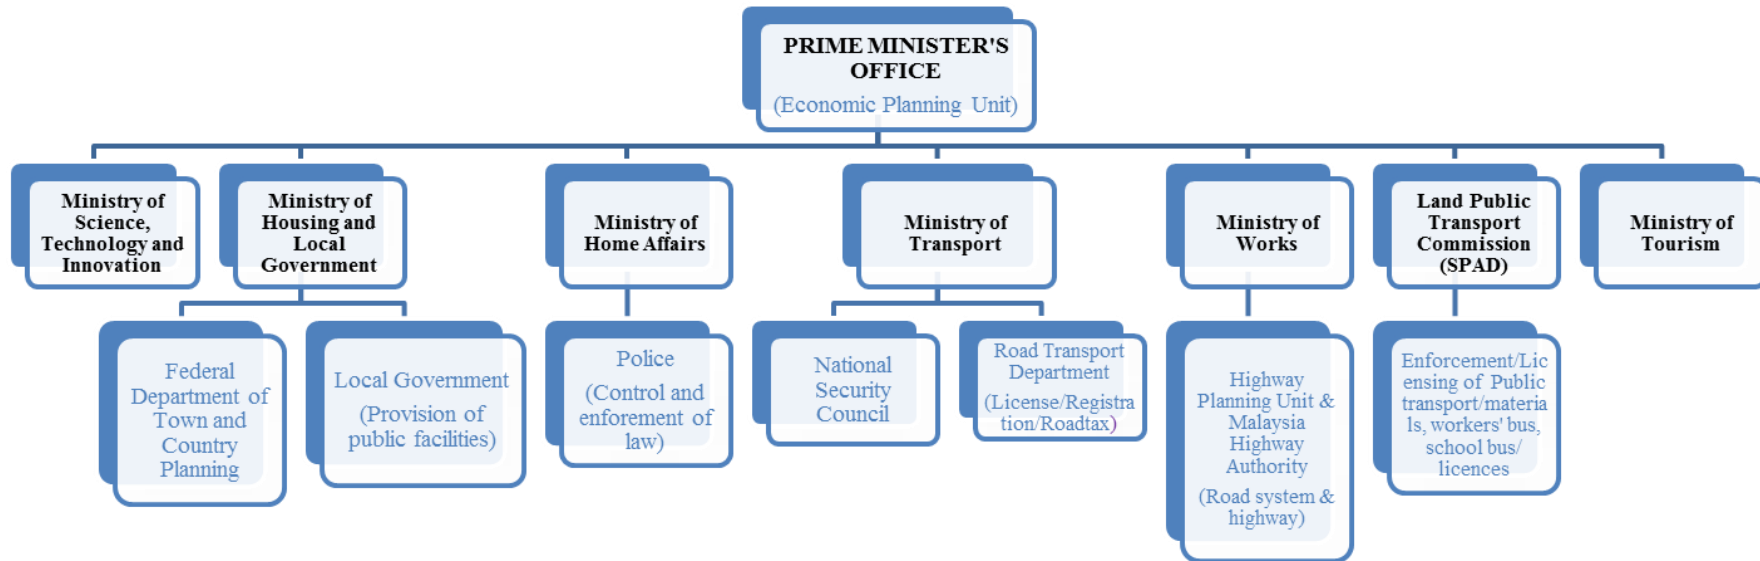 PRIME MINISTER'S
OFFICE
(Economic Planning Unit)
Ministry of
Science,
Technology and
Innovation
Ministry of
Housing and
Local
Government
Ministry of
Home Affairs
Ministry of
Transport
Ministry of
Works
Land Public
Transport
Commission
(SPAD)
Ministry of
Tourism
Federal
Department of
Town and
Country
Planning
Local Government
(Provision of
public facilities)
Police
(Control and
enforement of
law)
National
Security
Council
Road Transport
Department
(License/Registra
tion/Roadtax)
Highway
Planning Unit &
Malaysia
Highway
Authority
(Road system &
highway)
Enforcement/Lic
ensing of Public
transport/materia
ls, workers' bus,
school bus/
licences